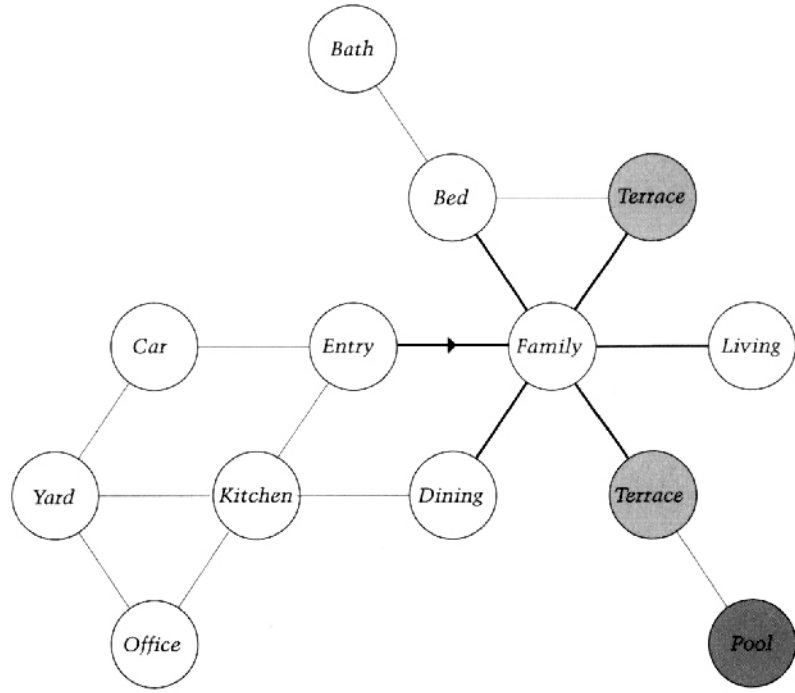 Bath
Bed
Terrace
Car
Entry
Family
Living
Yard
Kitchen
Dining
Terrace
Office
Pool